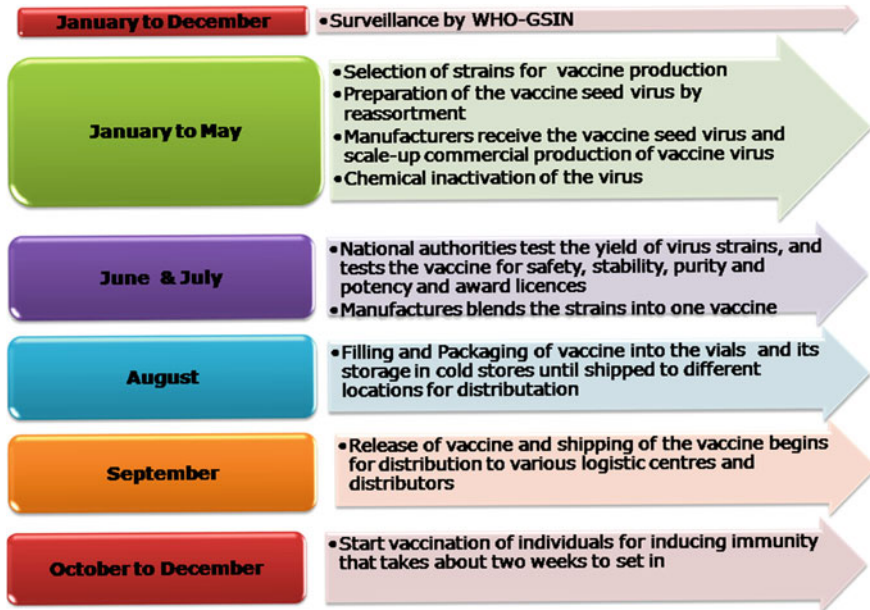 January to December
•Surveillance by WHO-GSIN
January to May
•Selection of strains for vaccine production
•Preparation of the vaccine seed virus by
reassortment
•Manufacturers receive the vaccine seed virus and
scale-up commercial production of vaccine virus
•Chemical inactivation of the virus
June & July
•National authorities test the yield of virus strains, and
tests the vaccine for safety, stability, purity and
potency and award licences
•Manufactures blends the strains into one vaccine
August
•Filling and Packaging of vaccine into the vials and its
storage in cold stores until shipped to different
locations for distributation
September
•Release of vaccine and shipping of the vaccine begins
for distribution to various logistic centres and
distributors
October to December
•Start vaccination of individuals for inducing immunity
that takes about two weeks to set in